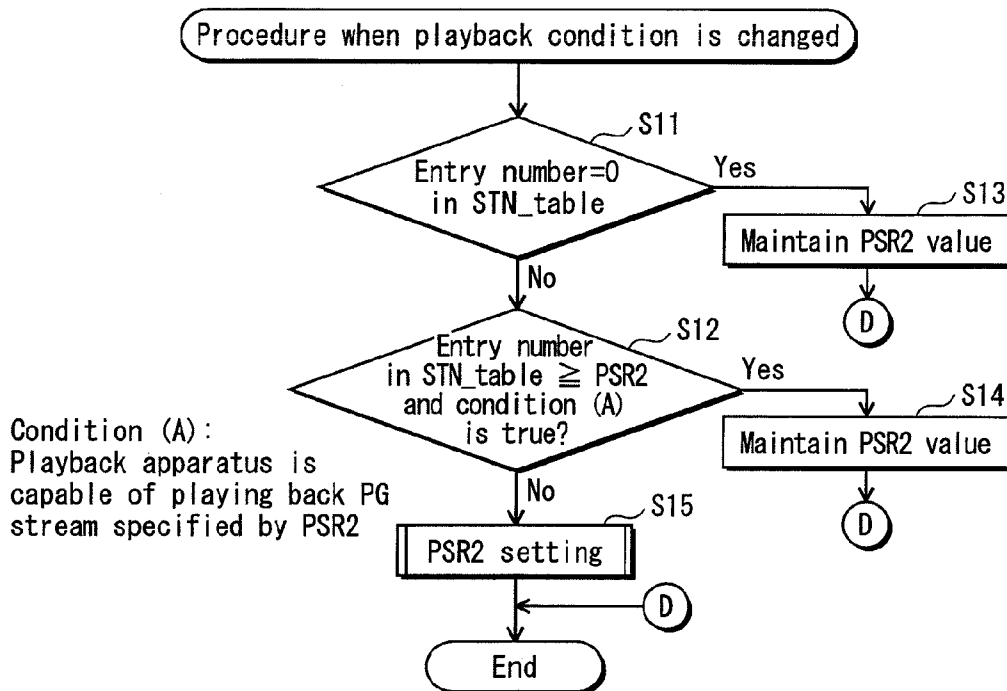 Procedure when playback condition is changed
S11
Entry number=0
in STN_table
Yes
S13
Maintain PSR2 value
D
No
S12
Entry number
in STN_table ≧ PSR2
and condition (A)
is true?
Yes
S14
Maintain PSR2 value
D
Condition (A):
Playback apparatus is
capable of playing back PG
stream specified by PSR2
No
S15
PSR2 setting
D
End